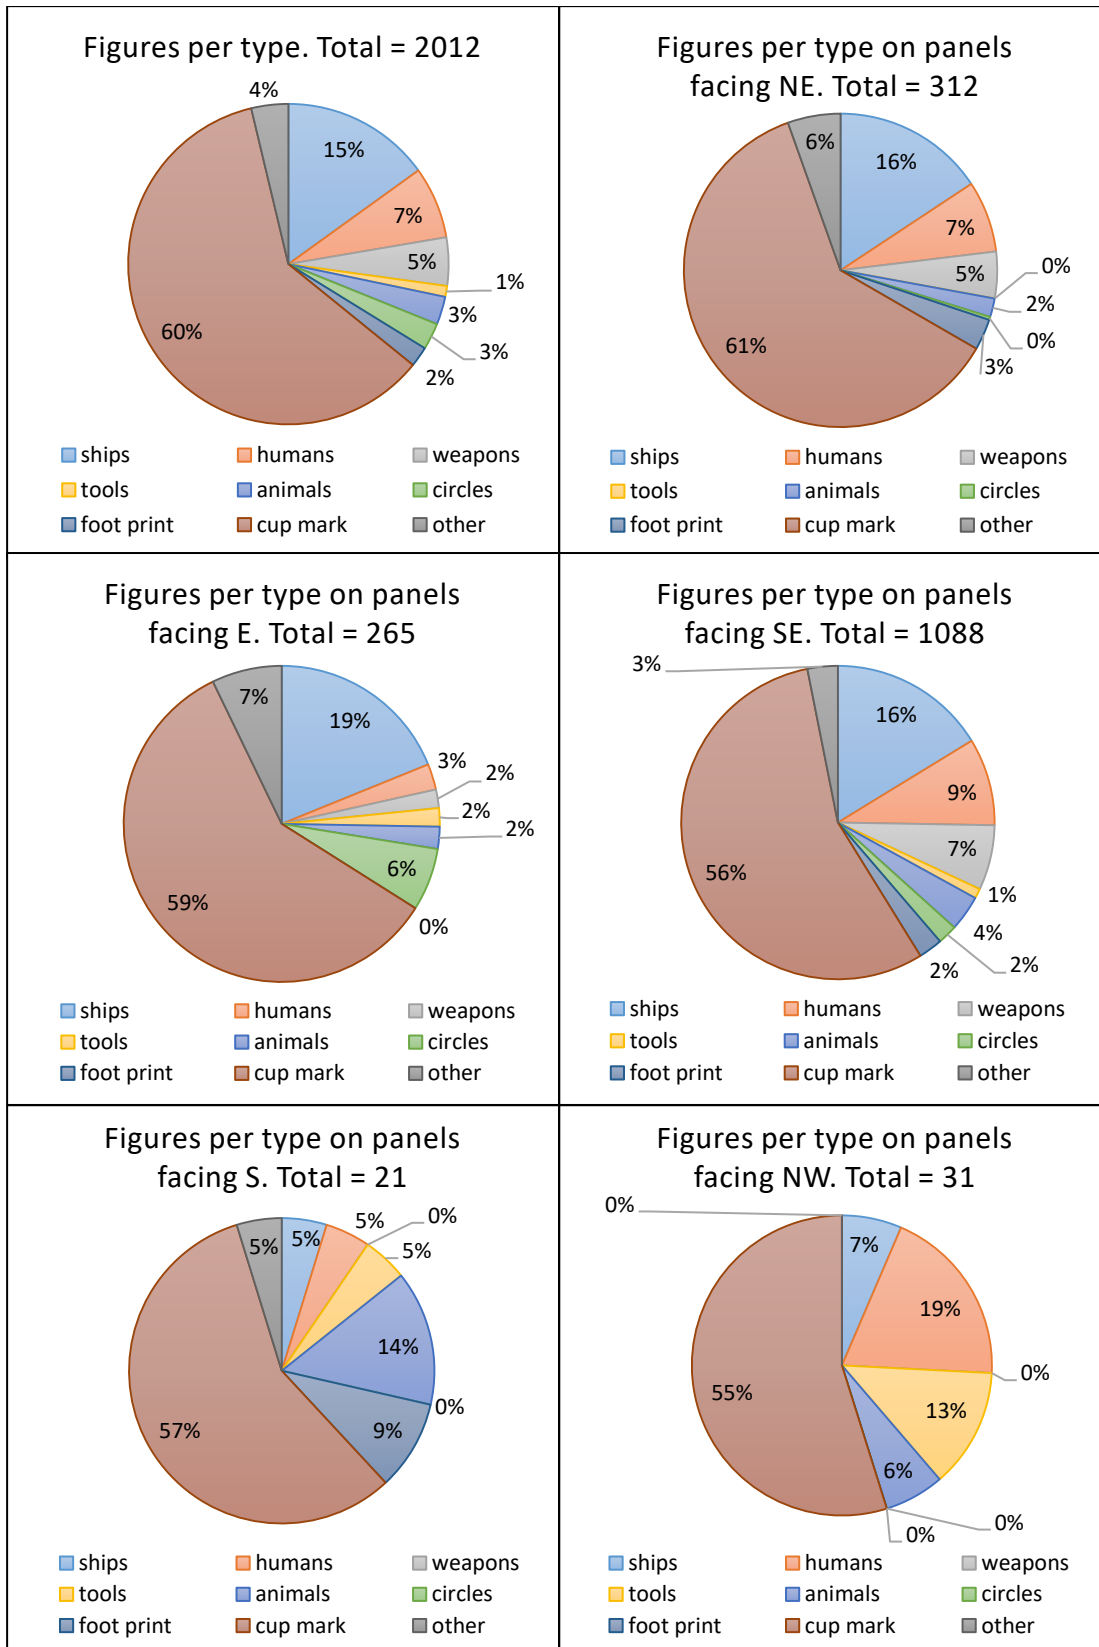 Figures per type. Total = 2012
4%
15%
7%
5%
1%
3%
3%
2%
60%
ships humans weapons
tools animals circles
foot print cup mark other
Figures per type on panels
facing NE. Total = 312
6%
16%
7%
5%
0%
2%
0%
3%
61%
ships humans weapons
tools animals circles
foot print cup mark other
Figures per type on panels
facing E. Total = 265
7%
19%
3%
2%
2%
2%
6%
0%
59%
ships humans weapons
tools animals circles
foot print cup mark other
Figures per type on panels
facing SE. Total = 1088
3%
16%
9%
7%
1%
4%
2%
2%
56%
ships humans weapons
tools animals circles
foot print cup mark other
Figures per type on panels
facing S. Total = 21
5%
5%
5%
0%
5%
14%
0%
9%
57%
ships humans weapons
tools animals circles
foot print cup mark other
Figures per type on panels
facing NW. Total = 31
0%
7%
19%
0%
13%
6%
0%
0%
55%
ships humans weapons
tools animals circles
foot print cup mark other